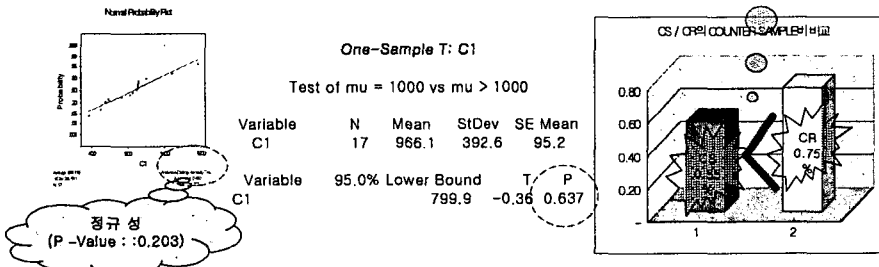 Normal Probability Plot
Probability
C1
정규 성
(P -Value : :0.203)
One-Sample T: C1
Test of mu = 1000 vs mu > 1000
Variable N Mean StDev SE Mean
C1 17 966.1 392.6 95.2
Variable 95.0% Lower Bound T P
C1 799.9 -0.36 0.637
CS / CR의 COUNTER SAMPLE비교
0.80
0.60
0.40
0.20
-
CR
0.75
%
1 2